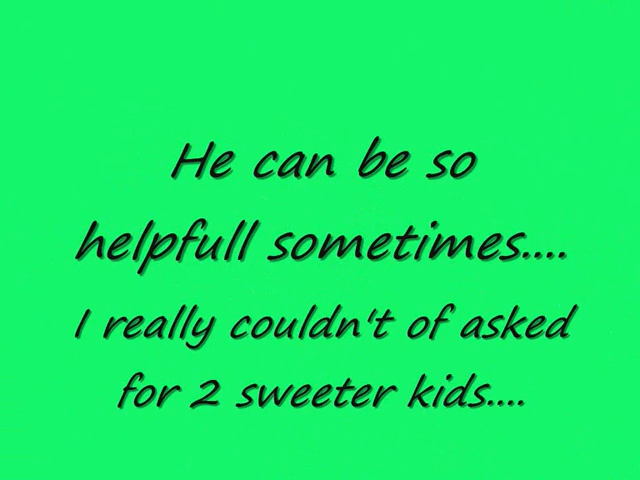 He can be so
helpfull sometimes....
I really couldn't of asked
for 2 sweeter kids....